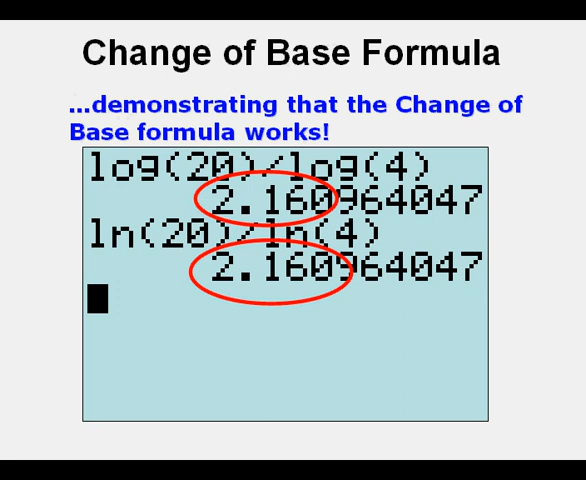 Change of Base Formula
...demonstrating that the Change of
Base formula works!
log(20)/log(4)
2.160964047
ln(20)/ln(4)
2.160964047